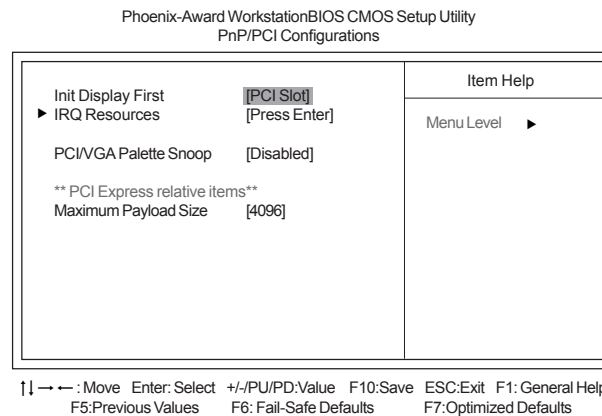 Phoenix-Award WorkstationBIOS CMOS Setup Utility
PnP/PCI Configurations
Item Help
Init Display First [PCI Slot]
▶ IRQ Resources [Press Enter]
Menu Level ▶
PCI/VGA Palette Snoop [Disabled]
** PCI Express relative items**
Maximum Payload Size [4096]
↑↓→←: Move Enter: Select +/-/PU/PD:Value F10:Save ESC:Exit F1: General Help
F5:Previous Values F6: Fail-Safe Defaults F7:Optimized Defaults